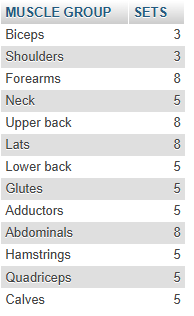 MUSCLE GROUP SETS
Biceps 3
Shoulders 3
Forearms 8
Neck 5
Upper back 8
Lats 8
Lower back 5
Glutes 5
Adductors 5
Abdominals 8
Hamstrings 5
Quadriceps 5
Calves 5